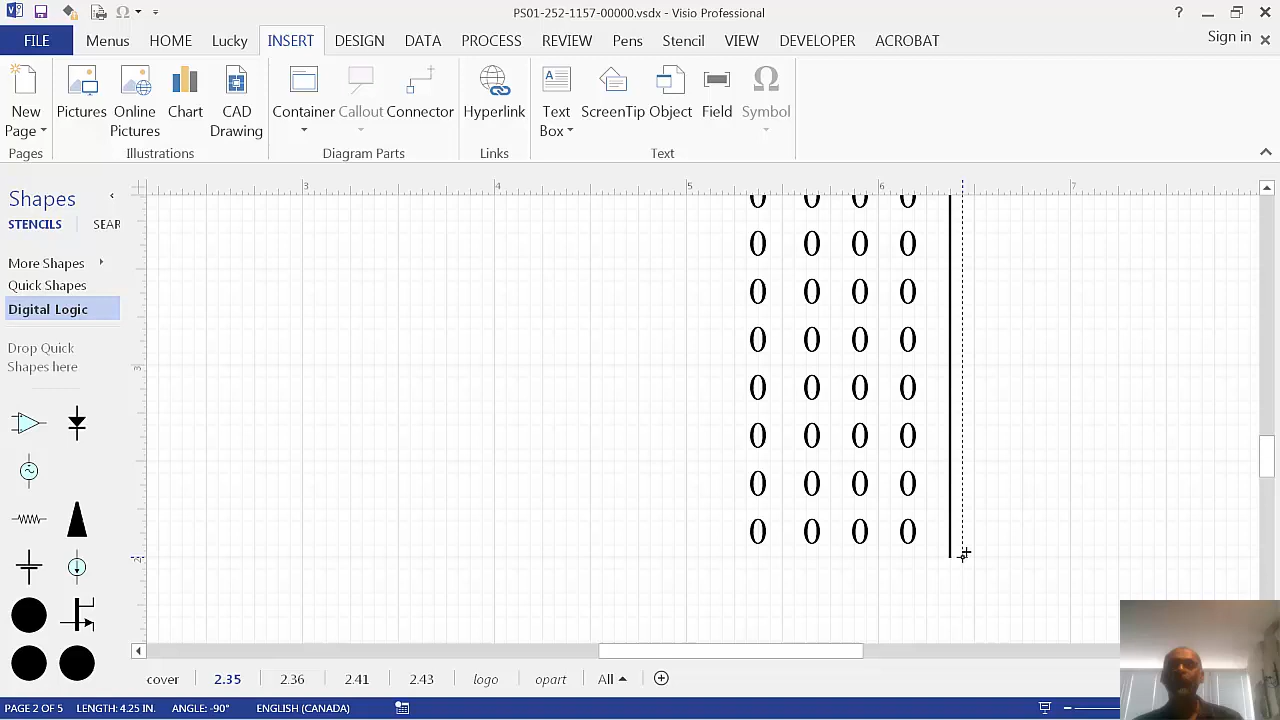 PS01-252-1157-00000.vsdx - Visio Professional
FILE Menus HOME Lucky INSERT DESIGN DATA PROCESS REVIEW Pens Stencil VIEW DEVELOPER ACROBAT Sign in
New Page Pictures Online Pictures Chart CAD Drawing Container Callout Connector Hyperlink Text Box ScreenTip Object Field Symbol
Pages Illustrations Diagram Parts Links Text
3 4 5 6 7
Shapes
STENCILS SEAR
More Shapes
Quick Shapes
Digital Logic
Drop Quick
Shapes here
0 0 0 0
0 0 0 0
0 0 0 0
0 0 0 0
0 0 0 0
0 0 0 0
0 0 0 0
0 0 0 0
3
2
cover 2.35 2.36 2.41 2.43 logo opart All
PAGE 2 OF 5 LENGTH: 4.25 IN. ANGLE: -90° ENGLISH (CANADA)